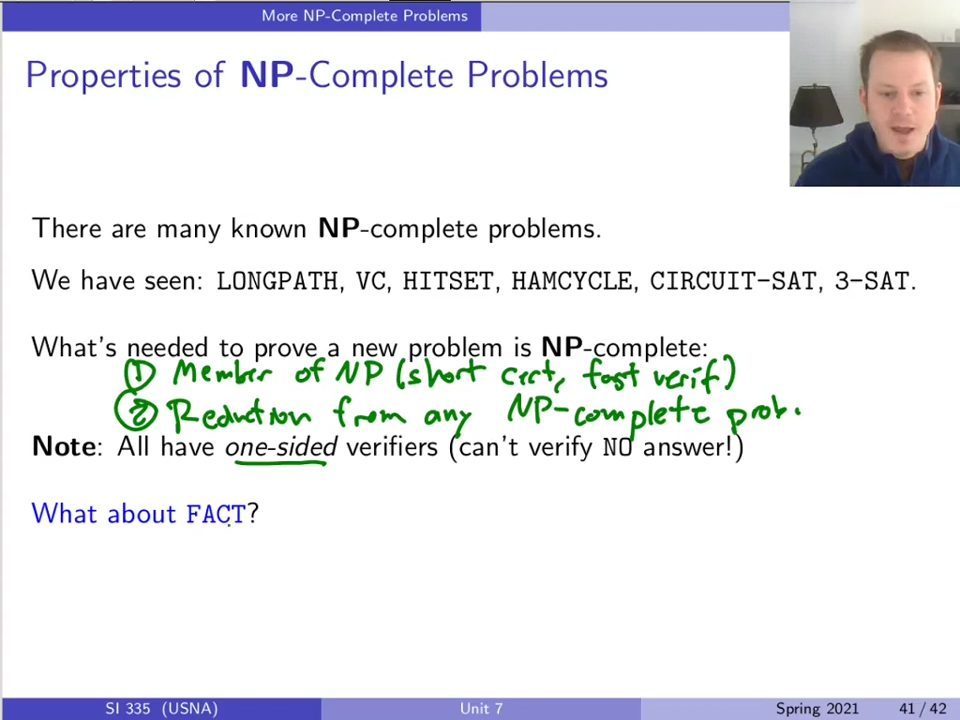 More NP-Complete Problems
Properties of NP-Complete Problems
There are many known NP-complete problems.
We have seen: LONGPATH, VC, HITSET, HAMCYCLE, CIRCUIT-SAT, 3-SAT.
What's needed to prove a new problem is NP-complete:
① Member of NP (short cert, fast verif)
② Reduction from any NP-complete prob.
Note: All have one-sided verifiers (can't verify NO answer!)
What about FACT?
SI 335 (USNA) Unit 7 Spring 2021 41 / 42